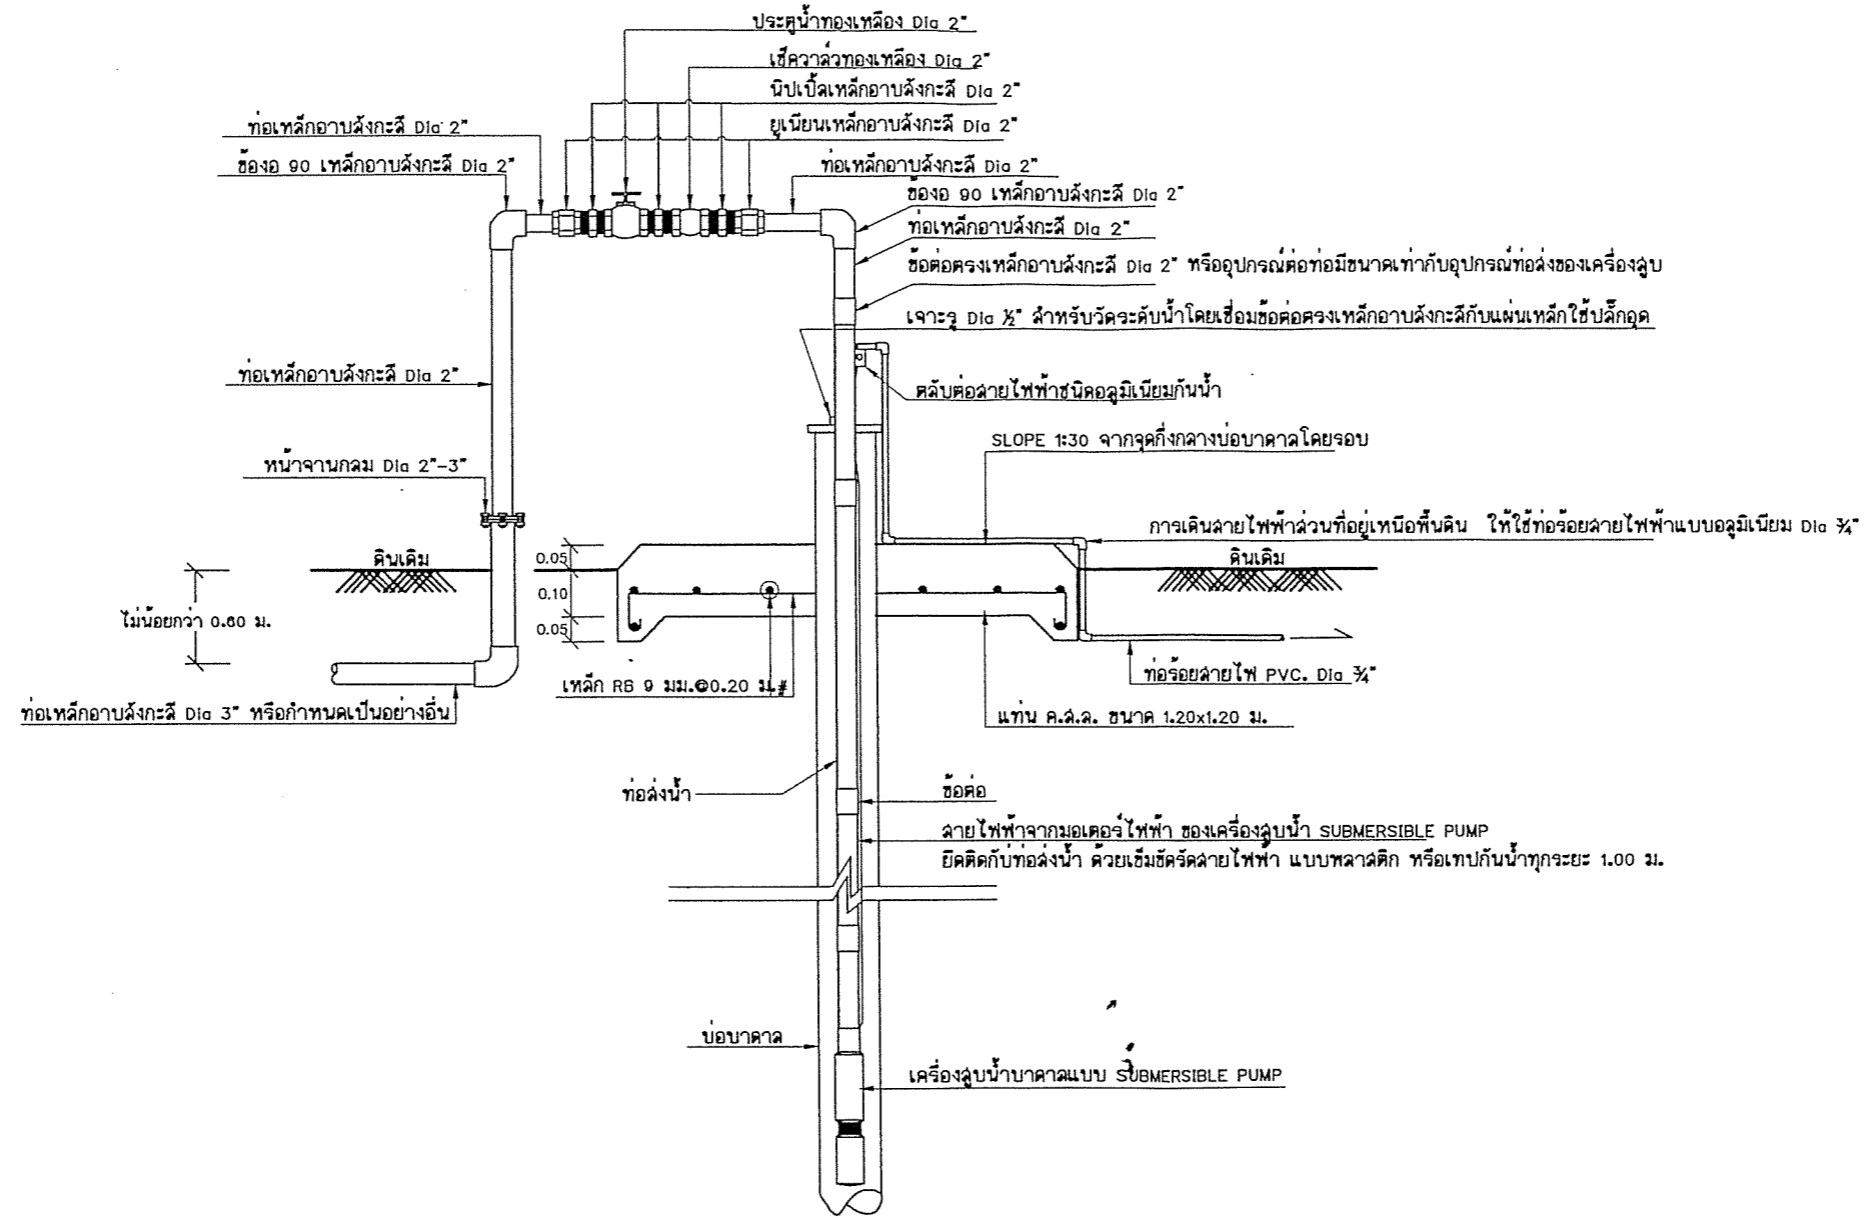 ประตูน้ำทองเหลือง Dia 2"
เช็ควาล์วทองเหลือง Dia 2"
นิปเปิ้ลเหล็กอาบสังกะสี Dia 2"
ท่อเหล็กอาบสังกะสี Dia 2"
ยูเนียนเหล็กอาบสังกะสี Dia 2"
ข้องอ 90 เหล็กอาบสังกะสี Dia 2"
ท่อเหล็กอาบสังกะสี Dia 2"
ข้องอ 90 เหล็กอาบสังกะสี Dia 2"
ท่อเหล็กอาบสังกะสี Dia 2"
ข้อต่อตรงเหล็กอาบสังกะสี Dia 2" หรืออุปกรณ์ต่อท่อมีขนาดเท่ากับอุปกรณ์ท่อส่งของเครื่องสูบ
เจาะรู Dia ½" สำหรับวัดระดับน้ำโดยเชื่อมข้อต่อตรงเหล็กอาบสังกะสีกับแผ่นเหล็กใช้ปลั๊กอุด
ท่อเหล็กอาบสังกะสี Dia 2"
ตลับต่อสายไฟฟ้าชนิดอลูมิเนียมกันน้ำ
SLOPE 1:30 จากจุดกึ่งกลางบ่อบาดาลโดยรอบ
หน้าจานกลม Dia 2"-3"
การเดินสายไฟฟ้าส่วนที่อยู่เหนือพื้นดิน ให้ใช้ท่อร้อยสายไฟฟ้าแบบอลูมิเนียม Dia ¾"
ดินเดิม
0.05
ดินเดิม
0.10
ไม่น้อยกว่า 0.60 ม.
0.05
เหล็ก RB 9 มม.@0.20 ม.#
ท่อร้อยสายไฟ PVC. Dia ¾"
ท่อเหล็กอาบสังกะสี Dia 3" หรือกำหนดเป็นอย่างอื่น
แท่น ค.ส.ล. ขนาด 1.20x1.20 ม.
ท่อส่งน้ำ
ข้อต่อ
สายไฟฟ้าจากมอเตอร์ไฟฟ้า ของเครื่องสูบน้ำ SUBMERSIBLE PUMP
ยึดติดกับท่อส่งน้ำ ด้วยเข็มขัดรัดสายไฟฟ้า แบบพลาสติก หรือเทปกันน้ำทุกระยะ 1.00 ม.
บ่อบาดาล
เครื่องสูบน้ำบาดาลแบบ SUBMERSIBLE PUMP